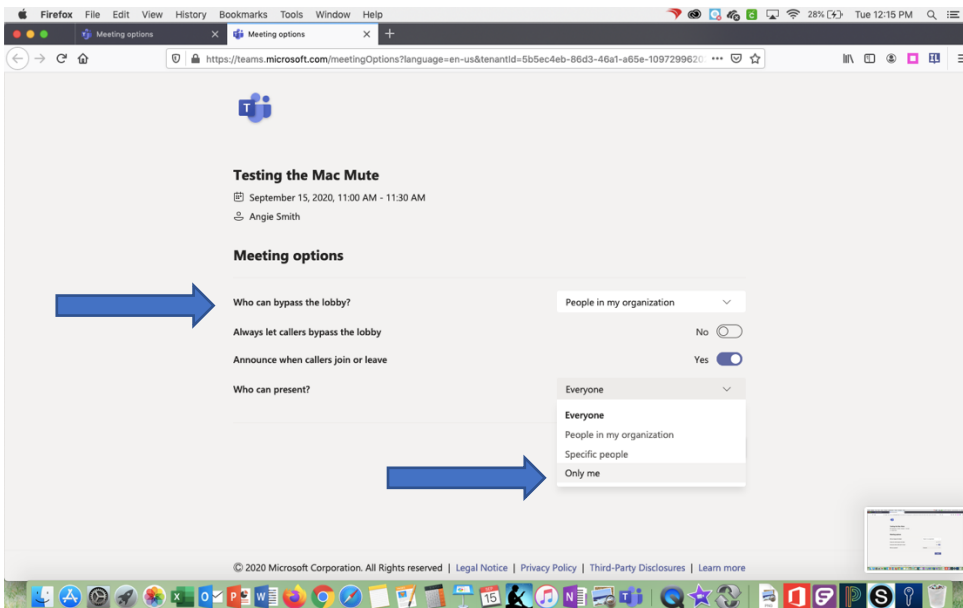 Firefox File Edit View History Bookmarks Tools Window Help 28% Tue 12:15 PM
Meeting options Meeting options
https://teams.microsoft.com/meetingOptions?language=en-us&tenantId=5b5ec4eb-86d3-46a1-a65e-1097299620
Testing the Mac Mute
September 15, 2020, 11:00 AM - 11:30 AM
Angie Smith
Meeting options
Who can bypass the lobby? People in my organization
Always let callers bypass the lobby No
Announce when callers join or leave Yes
Who can present? Everyone
Everyone
People in my organization
Specific people
Only me
© 2020 Microsoft Corporation. All Rights reserved | Legal Notice | Privacy Policy | Third-Party Disclosures | Learn more